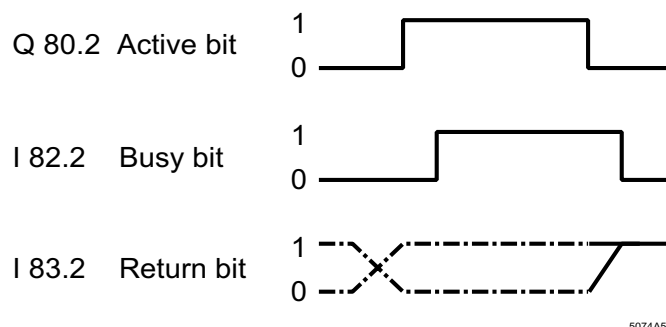 Q 80.2 Active bit 1
0
I 82.2 Busy bit 1
0
I 83.2 Return bit 1
0
5074A5